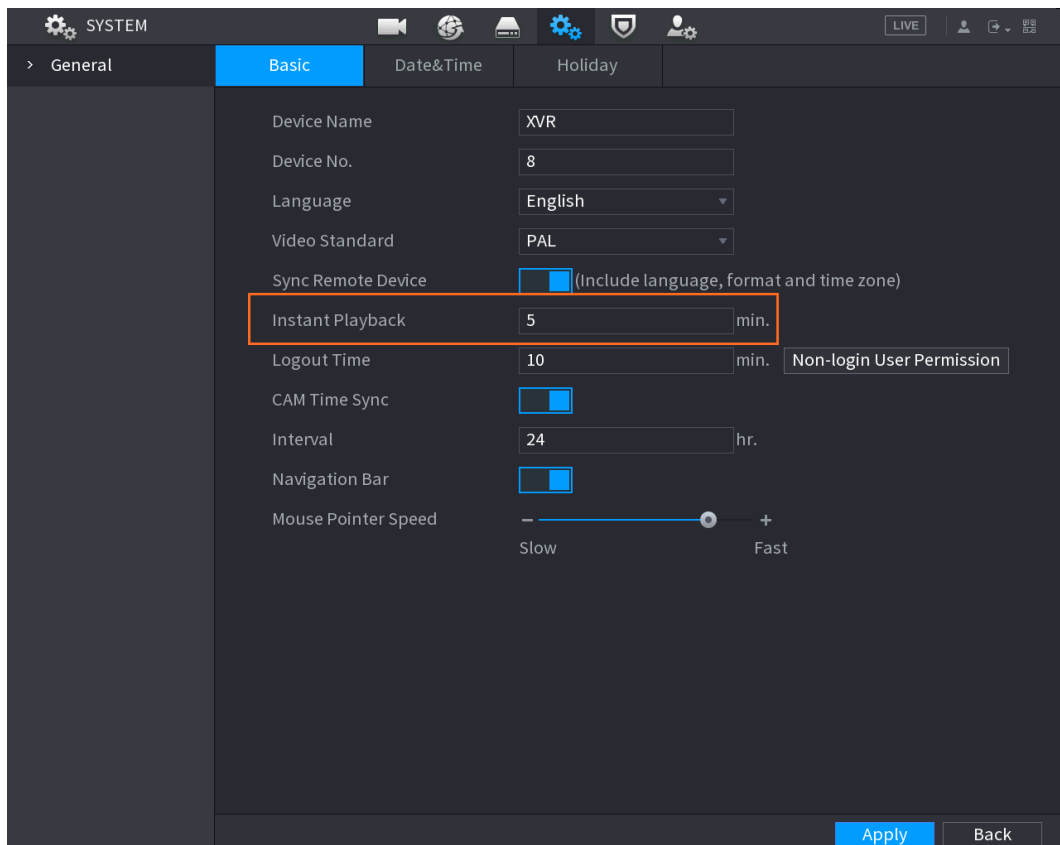 SYSTEM LIVE
> General Basic Date&Time Holiday
Device Name XVR
Device No. 8
Language English
Video Standard PAL
Sync Remote Device (Include language, format and time zone)
Instant Playback 5 min.
Logout Time 10 min. Non-login User Permission
CAM Time Sync
Interval 24 hr.
Navigation Bar
Mouse Pointer Speed − +
Slow Fast
Apply Back